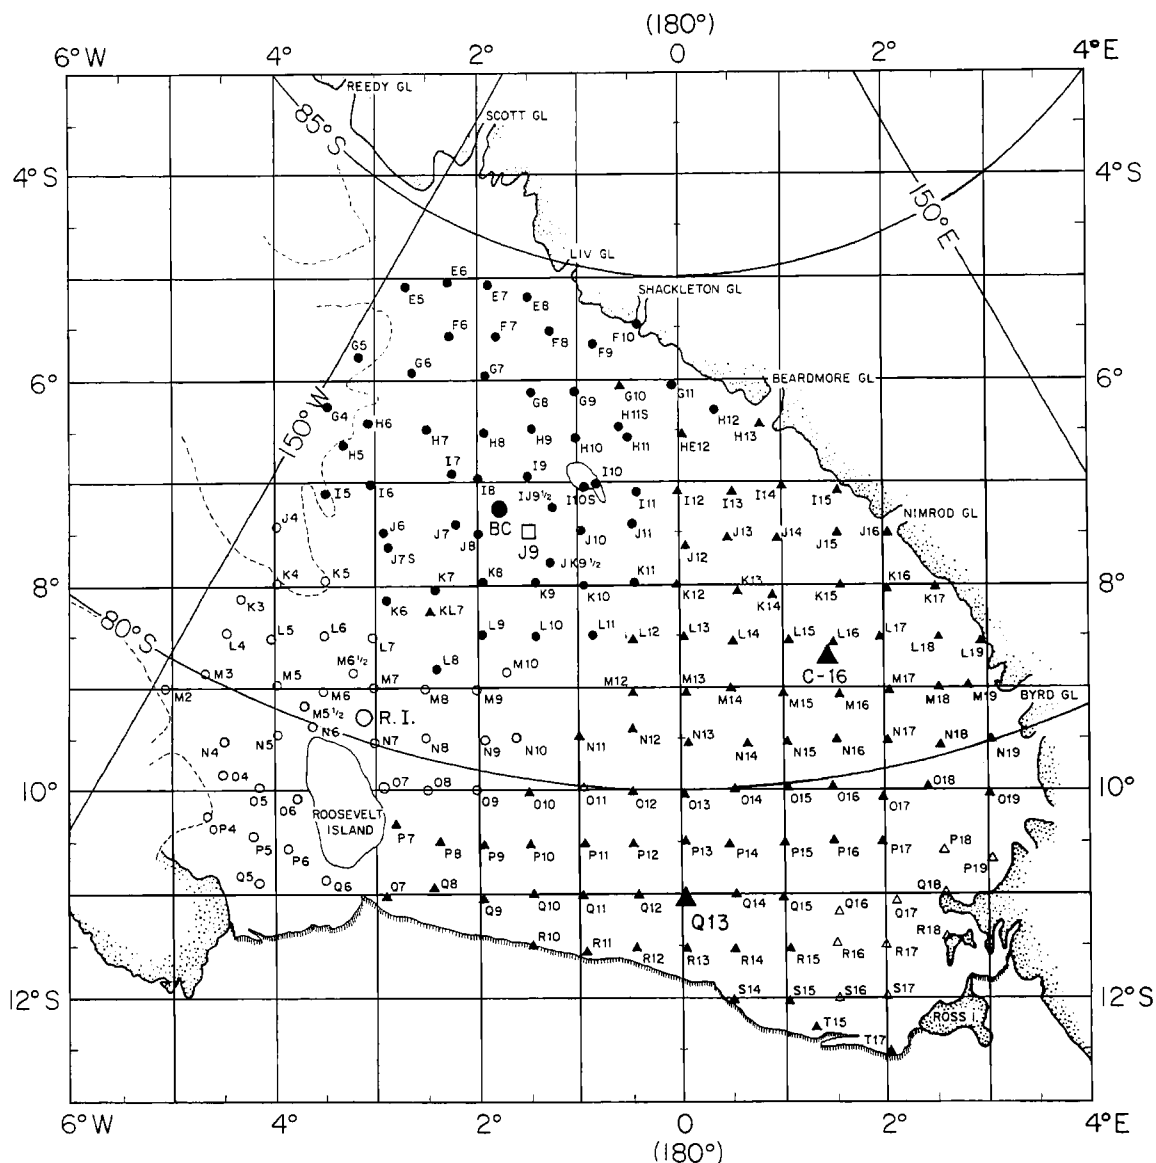 (180°)
6°W 4° 2° 0 2° 4°E
REEDY GL
SCOTT GL
85°S
4°S 4°S
150°E
LIV GL
E6
SHACKLETON GL
E5 E7 E8
F6 F7 F8 F10
F9
G5 G6 G7
6° BEARDMORE GL 6°
G8 G9 G10 G11
G4 H11S H12
150°W H6 H7 H8 H9 H10 H11 HE12 H13
H5
I7 I9 I10
I5 I6 I8 IJ9½ I10S I11 I12 I13 I14 I15
NIMROD GL
J4 BC
J6 J7 J8 J9 J10 J11 J12 J13 J14 J15 J16
J7S JK9½
K4 K5 K7 K8 K11 K13 K16
8° 8°
K3 K6 KL7 K9 K10 K12 K14 K15 K17
80°S
L4 L5 L6 L7 L9 L10 L12 L13 L14 L15 L16 L17 L18 L19
M6½ L8 M10 C-16
M2 M3 M5 M6 M7 M8 M9 M12 M13 M14 M15 M16 M17 M18 M19
BYRD GL
M5½ R.I.
N6
N4 N5 N7 N8 N9 N10 N11 N12 N13 N14 N15 N16 N17 N18 N19
O4 O7 O8 O18
10° 10°
O5 O6 O9 O10 O11 O12 O13 O14 O15 O16 O17 O19
ROOSEVELT
ISLAND
P4 P5 P6 P7 P8 P9 P10 P11 P12 P13 P14 P15 P16 P17 P18 P19
Q5 Q6 Q7 Q8 Q9 Q10 Q11 Q12 Q13 Q14 Q15 Q16 Q17 Q18
R10 R11 R12 R13 R14 R15 R16 R17 R18
12°S S14 S15 S16 S17 12°S
ROSS I.
T15 T17
6°W 4° 2° 0 2° 4°E
(180°)